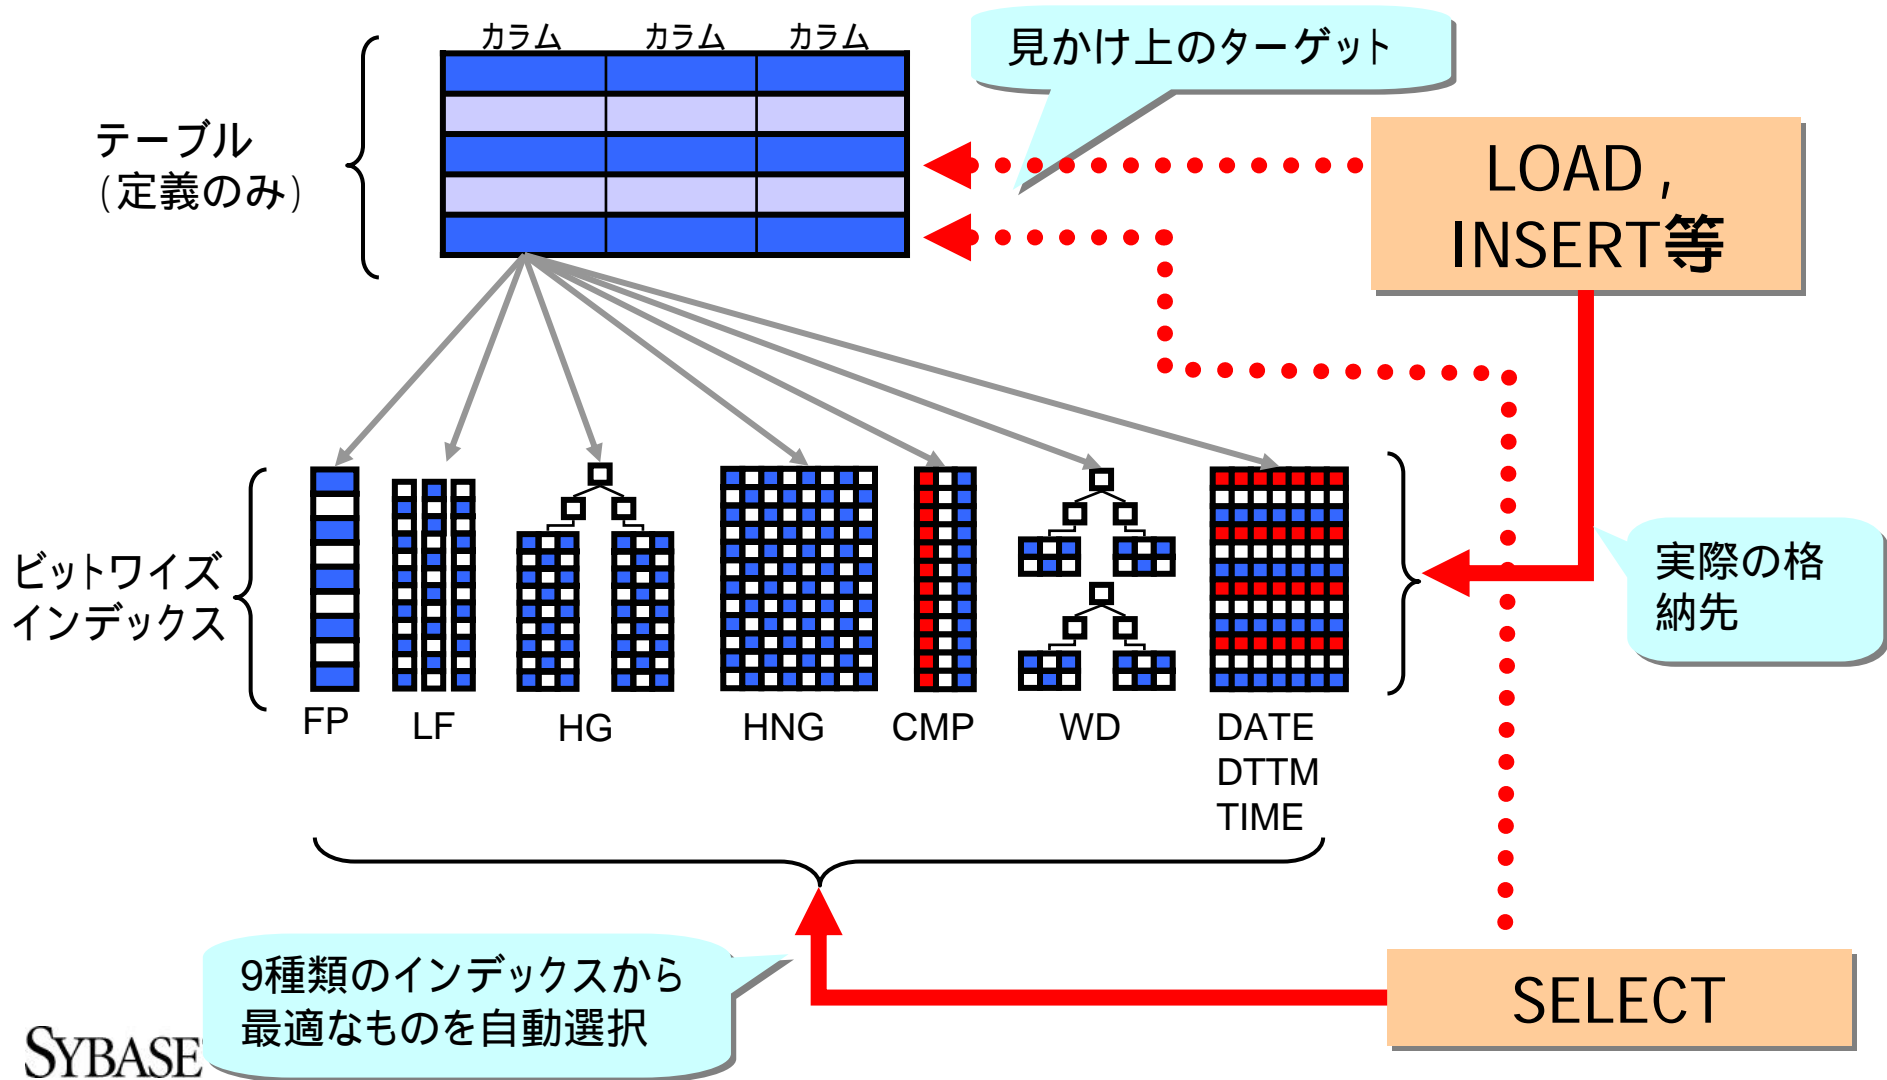 カラム カラム カラム
見かけ上のターゲット
テーブル
(定義のみ)
LOAD,
INSERT等
ビットワイズ
インデックス
実際の格
納先
FP LF HG HNG CMP WD DATE
DTTM
TIME
9種類のインデックスから
最適なものを自動選択
SELECT
SYBASE